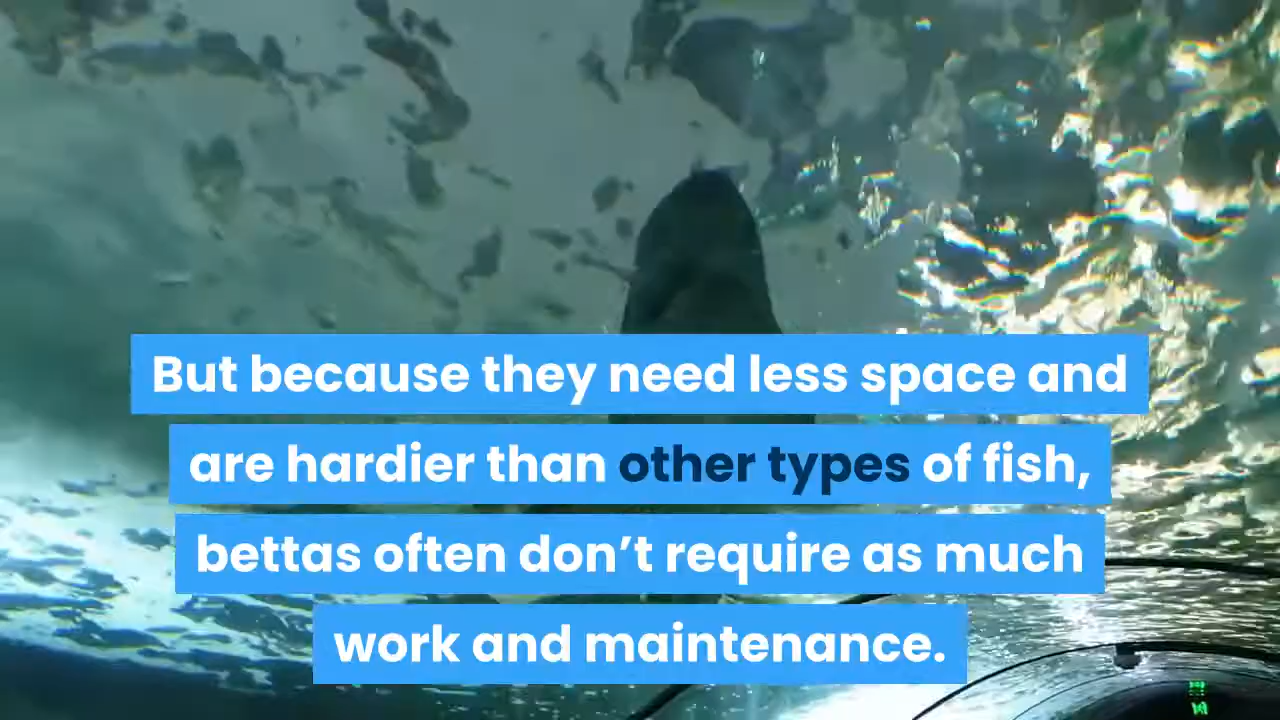 But because they need less space and
are hardier than other types of fish,
bettas often don’t require as much
work and maintenance.